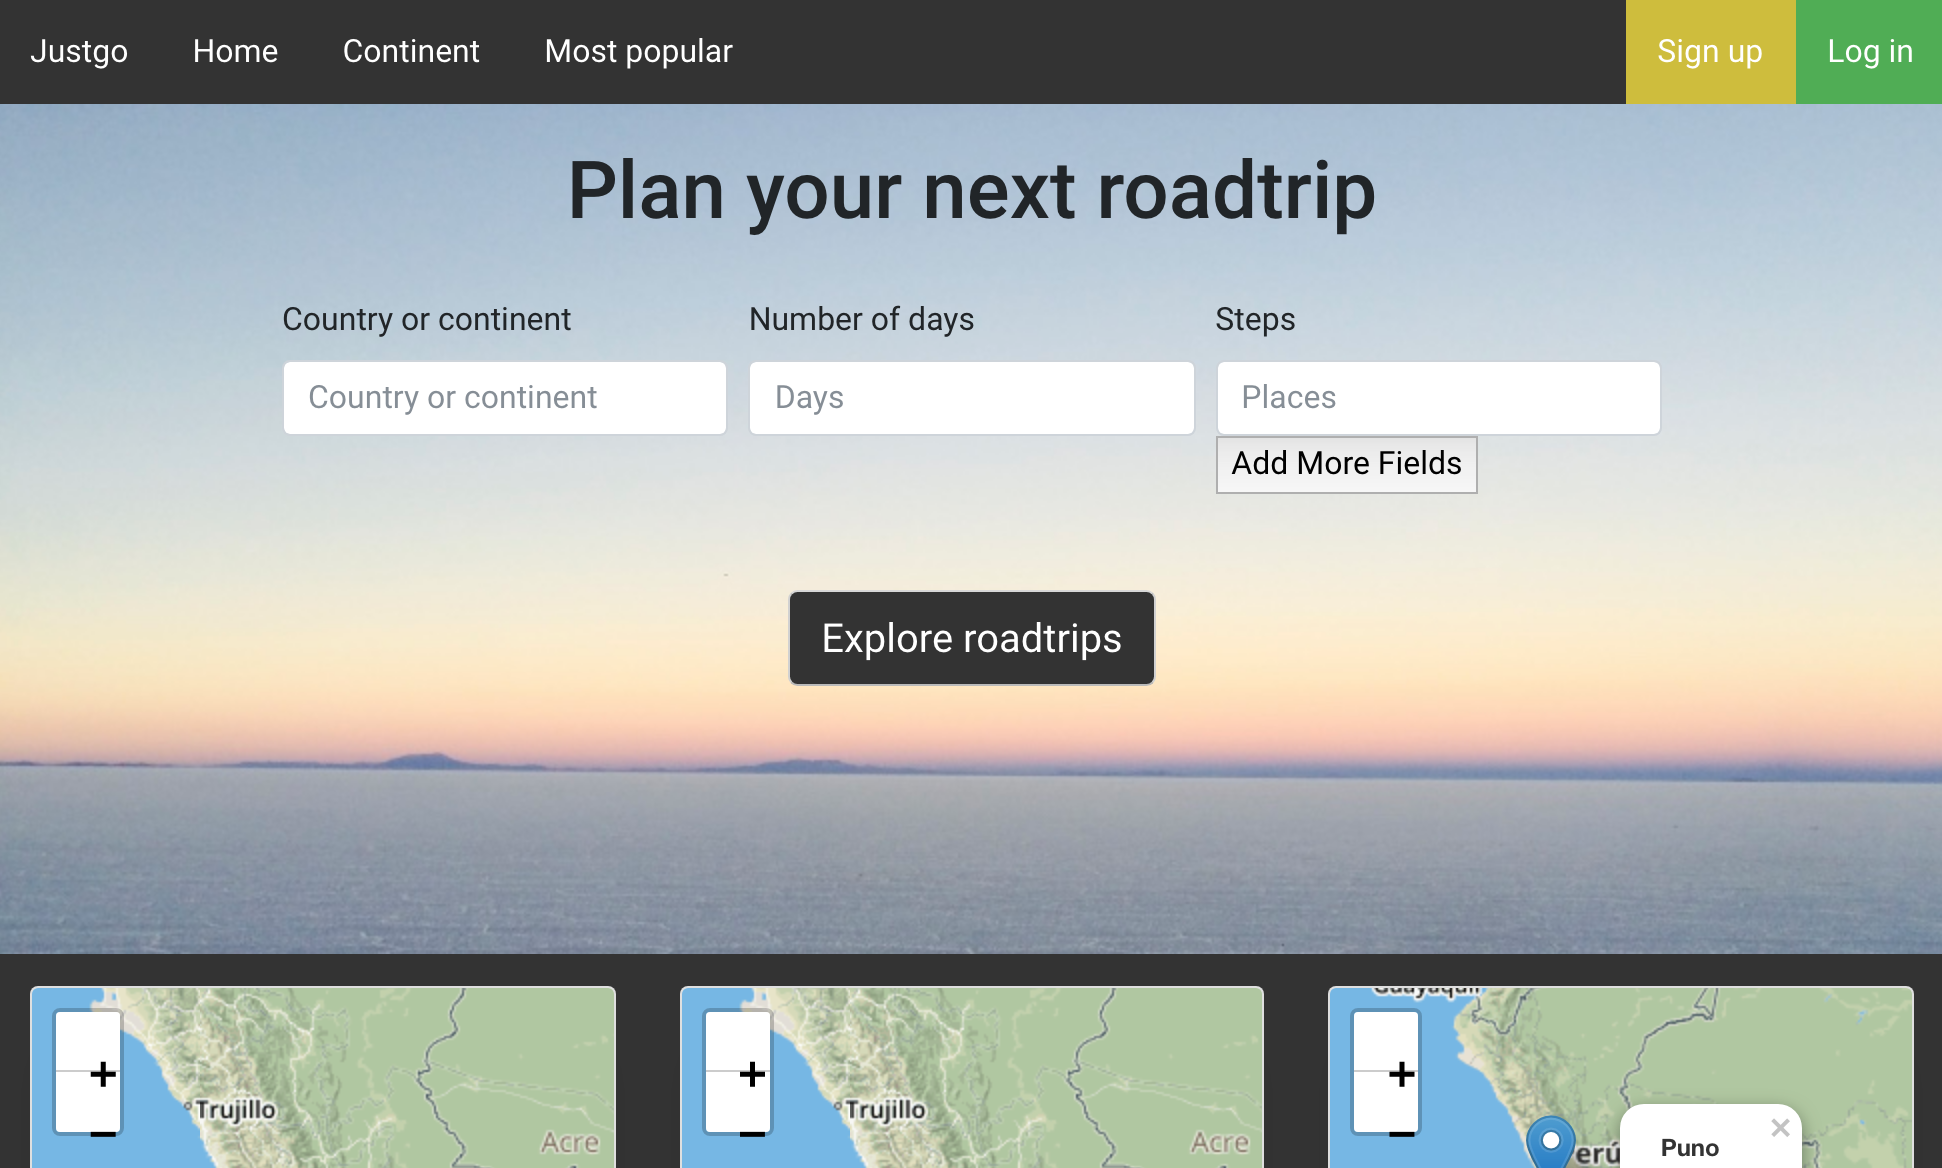 Justgo Home Continent Most popular Sign up Log in
Plan your next roadtrip
Country or continent Number of days Steps
Country or continent Days Places
Add More Fields
Explore roadtrips
+ + Guayaquil +
Trujillo Trujillo
− − −
Acre Acre
erú Puno ×